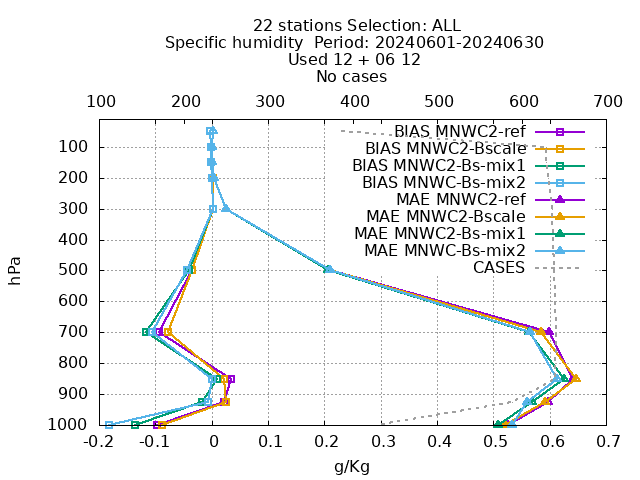 22 stations Selection: ALL
Specific humidity  Period: 20240601-20240630
Used 12 + 06 12
No cases
100 200 300 400 500 600 700
BIAS MNWC2-ref
BIAS MNWC2-Bscale
BIAS MNWC2-Bs-mix1
BIAS MNWC-Bs-mix2
MAE MNWC2-ref
MAE MNWC2-Bscale
MAE MNWC2-Bs-mix1
MAE MNWC-Bs-mix2
CASES
hPa
100
200
300
400
500
600
700
800
900
1000
-0.2 -0.1 0 0.1 0.2 0.3 0.4 0.5 0.6 0.7
g/Kg